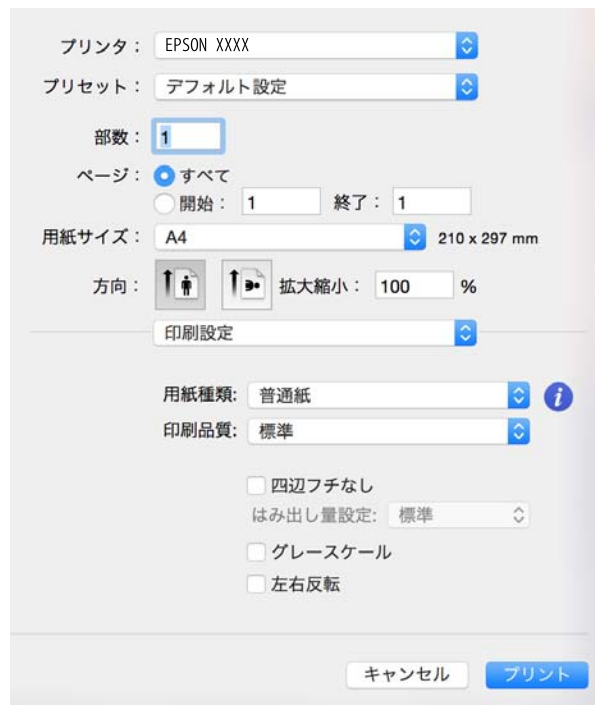 プリンタ： EPSON XXXX
プリセット： デフォルト設定
部数： 1
ページ： すべて
開始： 1 終了： 1
用紙サイズ： A4 210 x 297 mm
方向： 拡大縮小： 100 %
印刷設定
用紙種類: 普通紙 i
印刷品質: 標準
四辺フチなし
はみ出し量設定: 標準
グレースケール
左右反転
キャンセル プリント